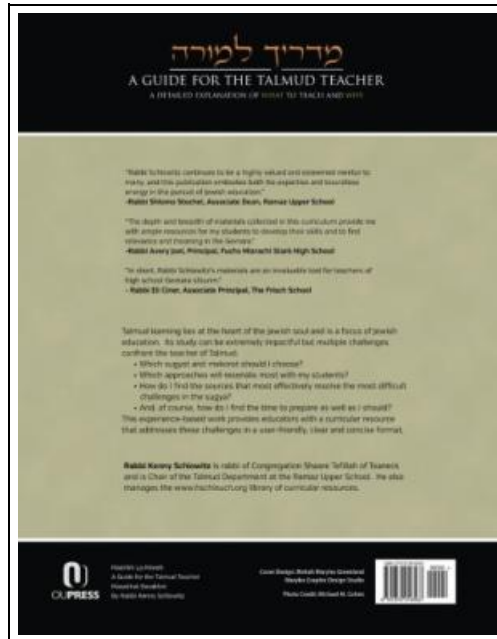 מדריך למורה
A GUIDE FOR THE TALMUD TEACHER
A DETAILED EXPLANATION OF WHAT TO TEACH AND WHY
"Rabbi Schiowitz continues to be a highly valued and esteemed mentor to
many, and this publication embodies both his expertise and boundless
energy in the pursuit of Jewish education."
-Rabbi Shlomo Stochel, Associate Dean, Ramaz Upper School
"The depth and breadth of materials collected in this curriculum provide me
with ample resources for my students to develop their skills and to find
relevance and meaning in the Gemara."
-Rabbi Avery Joel, Principal, Fuchs Mizrachi Stark High School
"In short, Rabbi Schiowitz's materials are an invaluable tool for teachers of
high school Gemara shiurim."
- Rabbi Eli Ciner, Associate Principal, The Frisch School
Talmud learning lies at the heart of the Jewish soul and is a focus of Jewish
education. Its study can be extremely impactful but multiple challenges
confront the teacher of Talmud:
• Which sugyot and mekorot should I choose?
• Which approaches will resonate most with my students?
• How do I find the sources that most effectively resolve the most difficult
challenges in the sugya?
• And, of course, how do I find the time to prepare as well as I should?
This experience-based work provides educators with a curricular resource
that addresses these challenges in a user-friendly, clear and concise format.
Rabbi Kenny Schiowitz is rabbi of Congregation Shaare Tefillah of Teaneck
and is Chair of the Talmud Department at the Ramaz Upper School. He also
manages the www.hschinuch.org library of curricular resources.
OUPRESS
A Guide for the Talmud Teacher
By Rabbi Kenny Schiowitz
Graphic Design Studio
Photo Credit: Michael M. Cohen